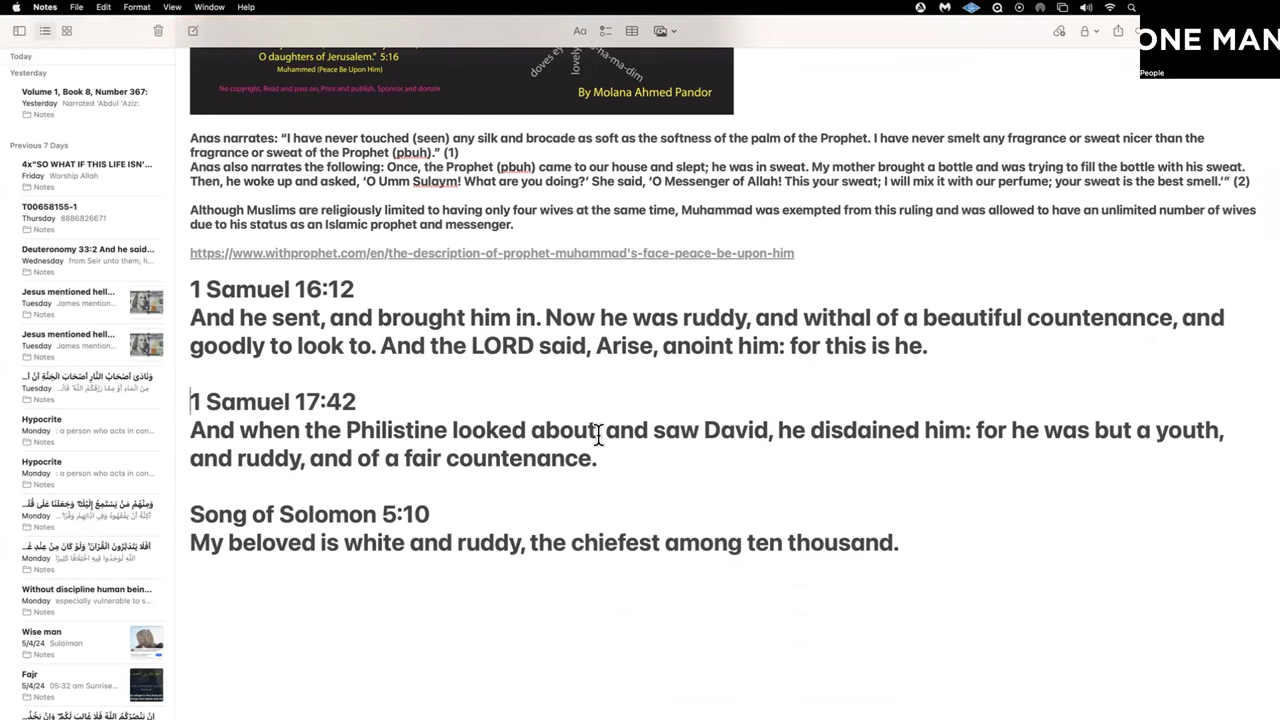 Notes File Edit Format View Window Help
ONE MAN
People
Today
Yesterday
Volume 1, Book 8, Number 367:
Yesterday Narrated 'Abdul 'Aziz:
Notes
Previous 7 Days
4x"SO WHAT IF THIS LIFE ISN'...
Friday Worship Allah
Notes
T00658155-1
Thursday 8886826671
Notes
Deuteronomy 33:2 And he said...
Wednesday from Seir unto them; h...
Notes
Jesus mentioned hell...
Tuesday James mention...
Notes
Jesus mentioned hell...
Tuesday James mention...
Notes
Tuesday
Notes
Hypocrite
Monday : a person who acts in con...
Notes
Hypocrite
Monday : a person who acts in con...
Notes
Monday
Notes
Monday
Notes
Without discipline human bein...
Monday especially vulnerable to s...
Notes
Wise man
5/4/24 Sulaiman
Notes
Fajr
5/4/24 05:32 am Sunrise...
Notes
O daughters of Jerusalem." 5:16
Muhammed (Peace Be Upon Him)
No copyright, Read and pass on, Print and publish. Sponsor and donate
doves eyes
lovely
ha-ma-dim
By Molana Ahmed Pandor
Anas narrates: “I have never touched (seen) any silk and brocade as soft as the softness of the palm of the Prophet. I have never smelt any fragrance or sweat nicer than the
fragrance or sweat of the Prophet (pbuh).” (1)
Anas also narrates the following: Once, the Prophet (pbuh) came to our house and slept; he was in sweat. My mother brought a bottle and was trying to fill the bottle with his sweat.
Then, he woke up and asked, ‘O Umm Sulaym! What are you doing?’ She said, ‘O Messenger of Allah! This your sweat; I will mix it with our perfume; your sweat is the best smell.’” (2)
Although Muslims are religiously limited to having only four wives at the same time, Muhammad was exempted from this ruling and was allowed to have an unlimited number of wives
due to his status as an Islamic prophet and messenger.
https://www.withprophet.com/en/the-description-of-prophet-muhammad's-face-peace-be-upon-him
1 Samuel 16:12
And he sent, and brought him in. Now he was ruddy, and withal of a beautiful countenance, and
goodly to look to. And the LORD said, Arise, anoint him: for this is he.
1 Samuel 17:42
And when the Philistine looked about, and saw David, he disdained him: for he was but a youth,
and ruddy, and of a fair countenance.
Song of Solomon 5:10
My beloved is white and ruddy, the chiefest among ten thousand.